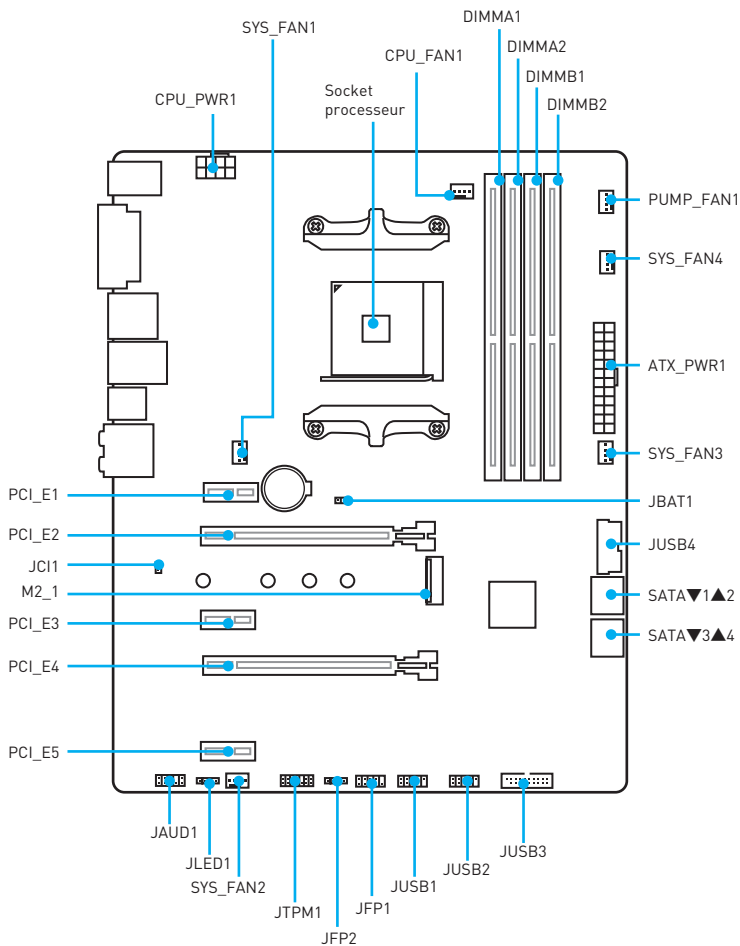 DIMMA1
SYS_FAN1
DIMMA2
CPU_FAN1
DIMMB1
Socket
processeur
CPU_PWR1
DIMMB2
PUMP_FAN1
SYS_FAN4
ATX_PWR1
SYS_FAN3
PCI_E1
JBAT1
PCI_E2
JUSB4
JCI1
M2_1
SATA▼1▲2
PCI_E3
SATA▼3▲4
PCI_E4
PCI_E5
JAUD1
JLED1
SYS_FAN2
JTPM1
JFP2
JFP1
JUSB1
JUSB2
JUSB3